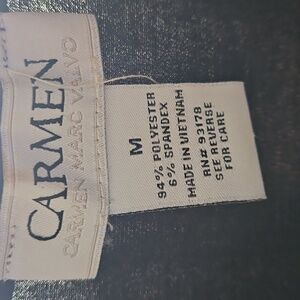 CARMEN
CARMEN MARC VALVO
M
94% POLYESTER
6% SPANDEX
MADE IN VIETNAM
RN# 93178
SEE REVERSE
FOR CARE